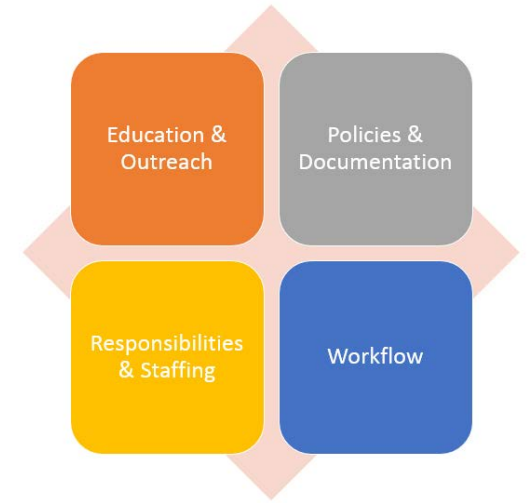 Education &
Outreach
Policies &
Documentation
Responsibilities
& Staffing
Workflow